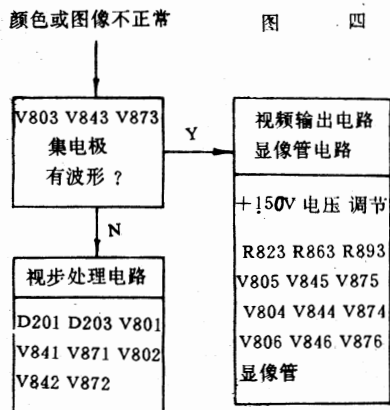 颜色或图像不正常
图 四
V803 V843 V873
集电极
有波形？
Y
N
视步处理电路
D201 D203 V801
V841 V871 V802
V842 V872
视频输出电路
显像管电路
+150V 电压 调节
R823 R863 R893
V805 V845 V875
V804 V844 V874
V806 V846 V876
显像管